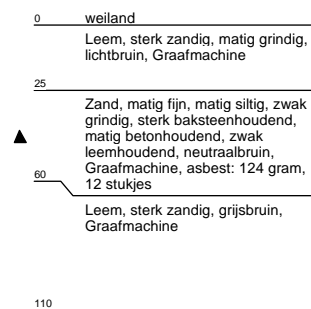 0 weiland
Leem, sterk zandig, matig grindig,
lichtbruin, Graafmachine
25
Zand, matig fijn, matig siltig, zwak
grindig, sterk baksteenhoudend,
matig betonhoudend, zwak
leemhoudend, neutraalbruin,
Graafmachine, asbest: 124 gram,
12 stukjes
60
Leem, sterk zandig, grijsbruin,
Graafmachine
110